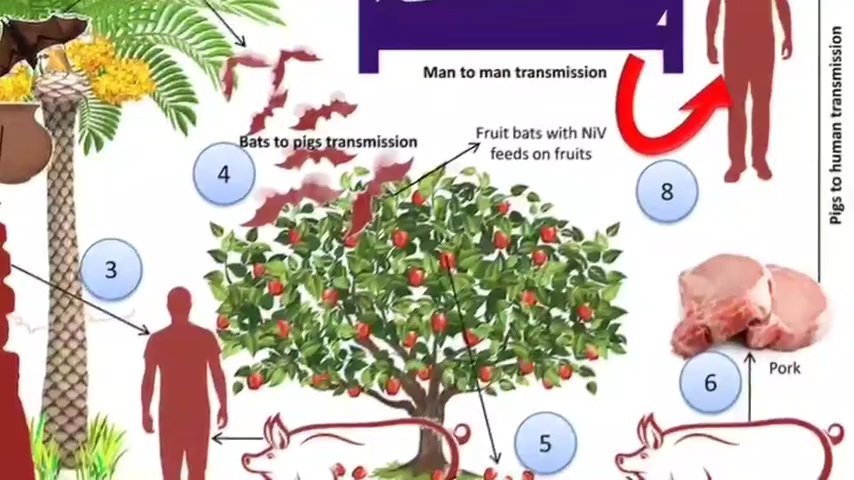 Man to man transmission
Bats to pigs transmission
Fruit bats with NiV
feeds on fruits
4
8
3
Pigs to human transmission
6
Pork
5